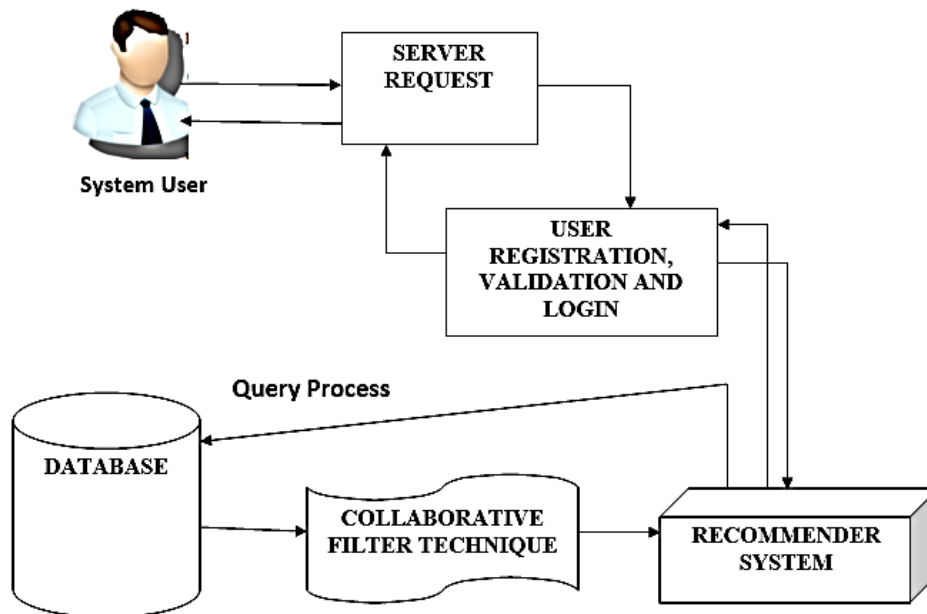 SERVER
REQUEST
System User
USER
REGISTRATION,
VALIDATION AND
LOGIN
Query Process
DATABASE
COLLABORATIVE
FILTER TECHNIQUE
RECOMMENDER
SYSTEM